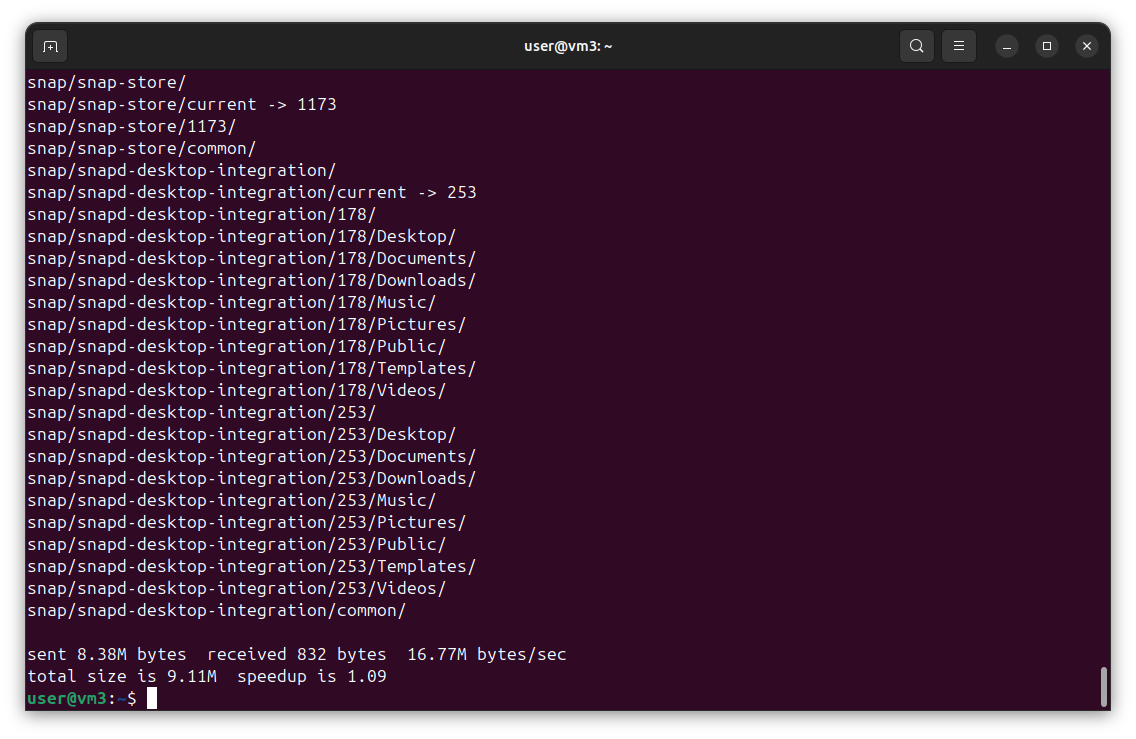 user@vm3: ~
snap/snap-store/
snap/snap-store/current -> 1173
snap/snap-store/1173/
snap/snap-store/common/
snap/snapd-desktop-integration/
snap/snapd-desktop-integration/current -> 253
snap/snapd-desktop-integration/178/
snap/snapd-desktop-integration/178/Desktop/
snap/snapd-desktop-integration/178/Documents/
snap/snapd-desktop-integration/178/Downloads/
snap/snapd-desktop-integration/178/Music/
snap/snapd-desktop-integration/178/Pictures/
snap/snapd-desktop-integration/178/Public/
snap/snapd-desktop-integration/178/Templates/
snap/snapd-desktop-integration/178/Videos/
snap/snapd-desktop-integration/253/
snap/snapd-desktop-integration/253/Desktop/
snap/snapd-desktop-integration/253/Documents/
snap/snapd-desktop-integration/253/Downloads/
snap/snapd-desktop-integration/253/Music/
snap/snapd-desktop-integration/253/Pictures/
snap/snapd-desktop-integration/253/Public/
snap/snapd-desktop-integration/253/Templates/
snap/snapd-desktop-integration/253/Videos/
snap/snapd-desktop-integration/common/
sent 8.38M bytes  received 832 bytes  16.77M bytes/sec
total size is 9.11M  speedup is 1.09
user@vm3:~$